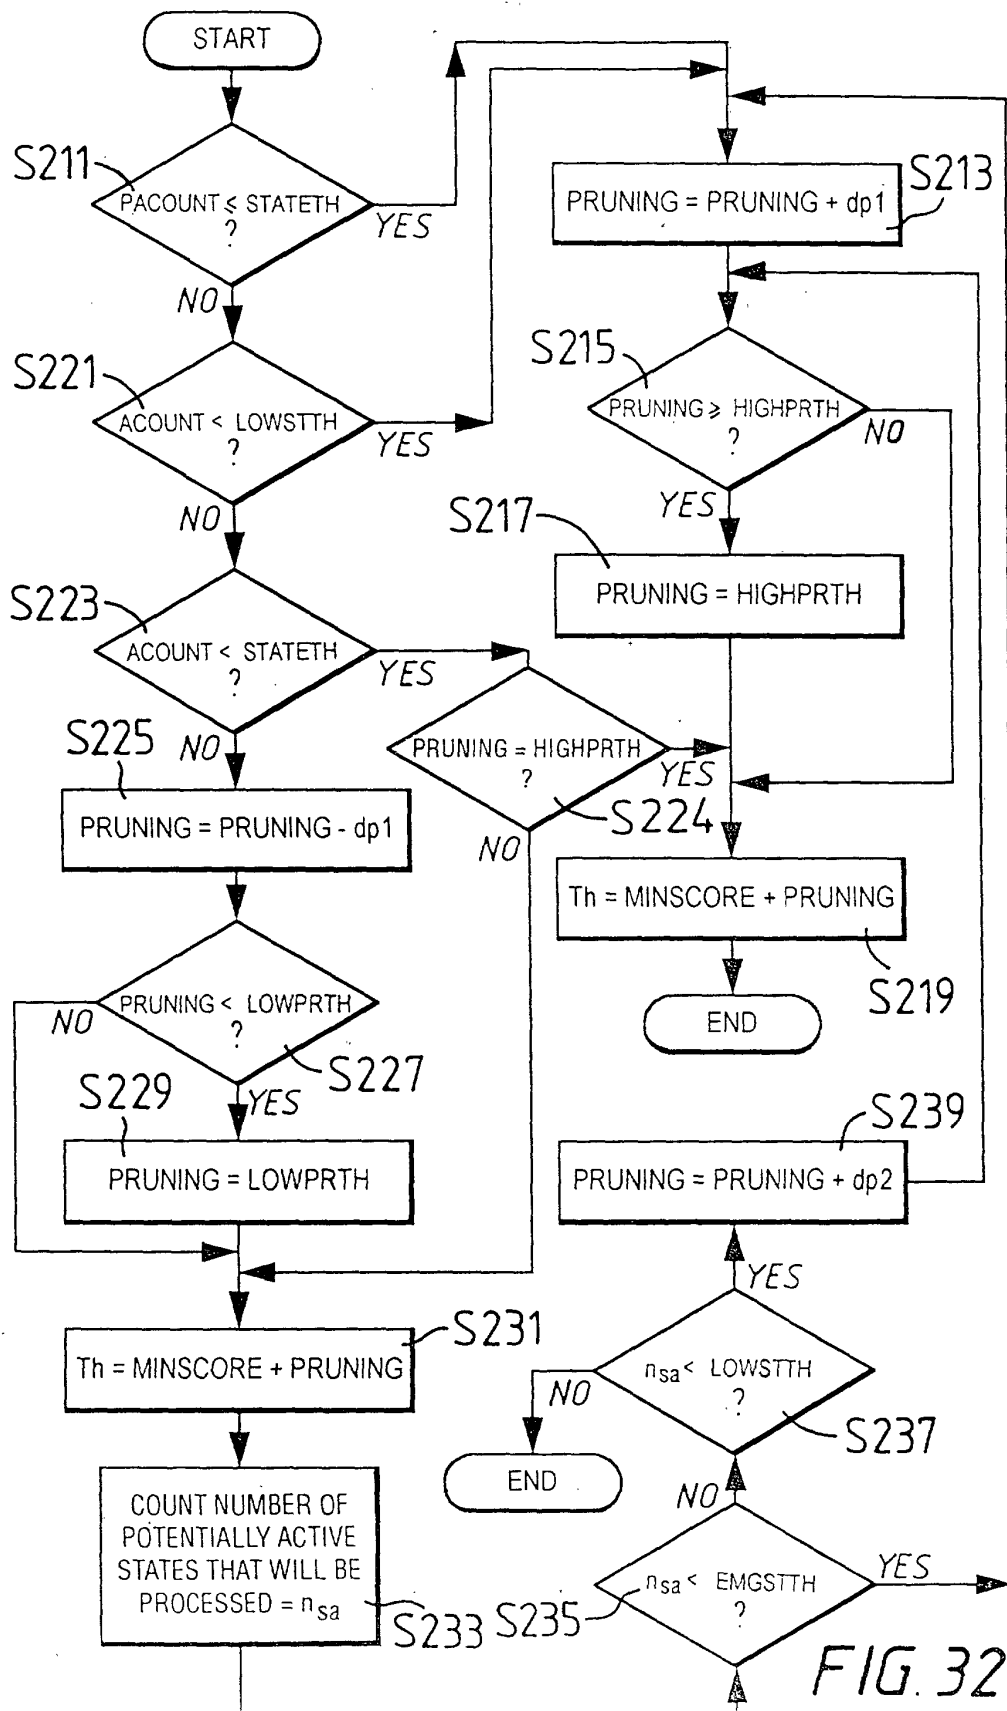 START
S211
PACOUNT ≤ STATETH
?
YES
NO
S221
ACOUNT < LOWSTTH
?
YES
NO
S223
ACOUNT < STATETH
?
YES
NO
S225
PRUNING = PRUNING - dp1
PRUNING < LOWPRTH
?
NO
S227
YES
S229
PRUNING = LOWPRTH
S231
Th = MINSCORE + PRUNING
COUNT NUMBER OF
POTENTIALLY ACTIVE
STATES THAT WILL BE
PROCESSED = nsa
S233
S213
PRUNING = PRUNING + dp1
S215
PRUNING ≥ HIGHPRTH
?
NO
YES
S217
PRUNING = HIGHPRTH
PRUNING = HIGHPRTH
?
YES
S224
NO
Th = MINSCORE + PRUNING
S219
END
S239
PRUNING = PRUNING + dp2
YES
nsa < LOWSTTH
?
NO
S237
END
NO
nsa < EMGSTTH
?
YES
S235
FIG. 32